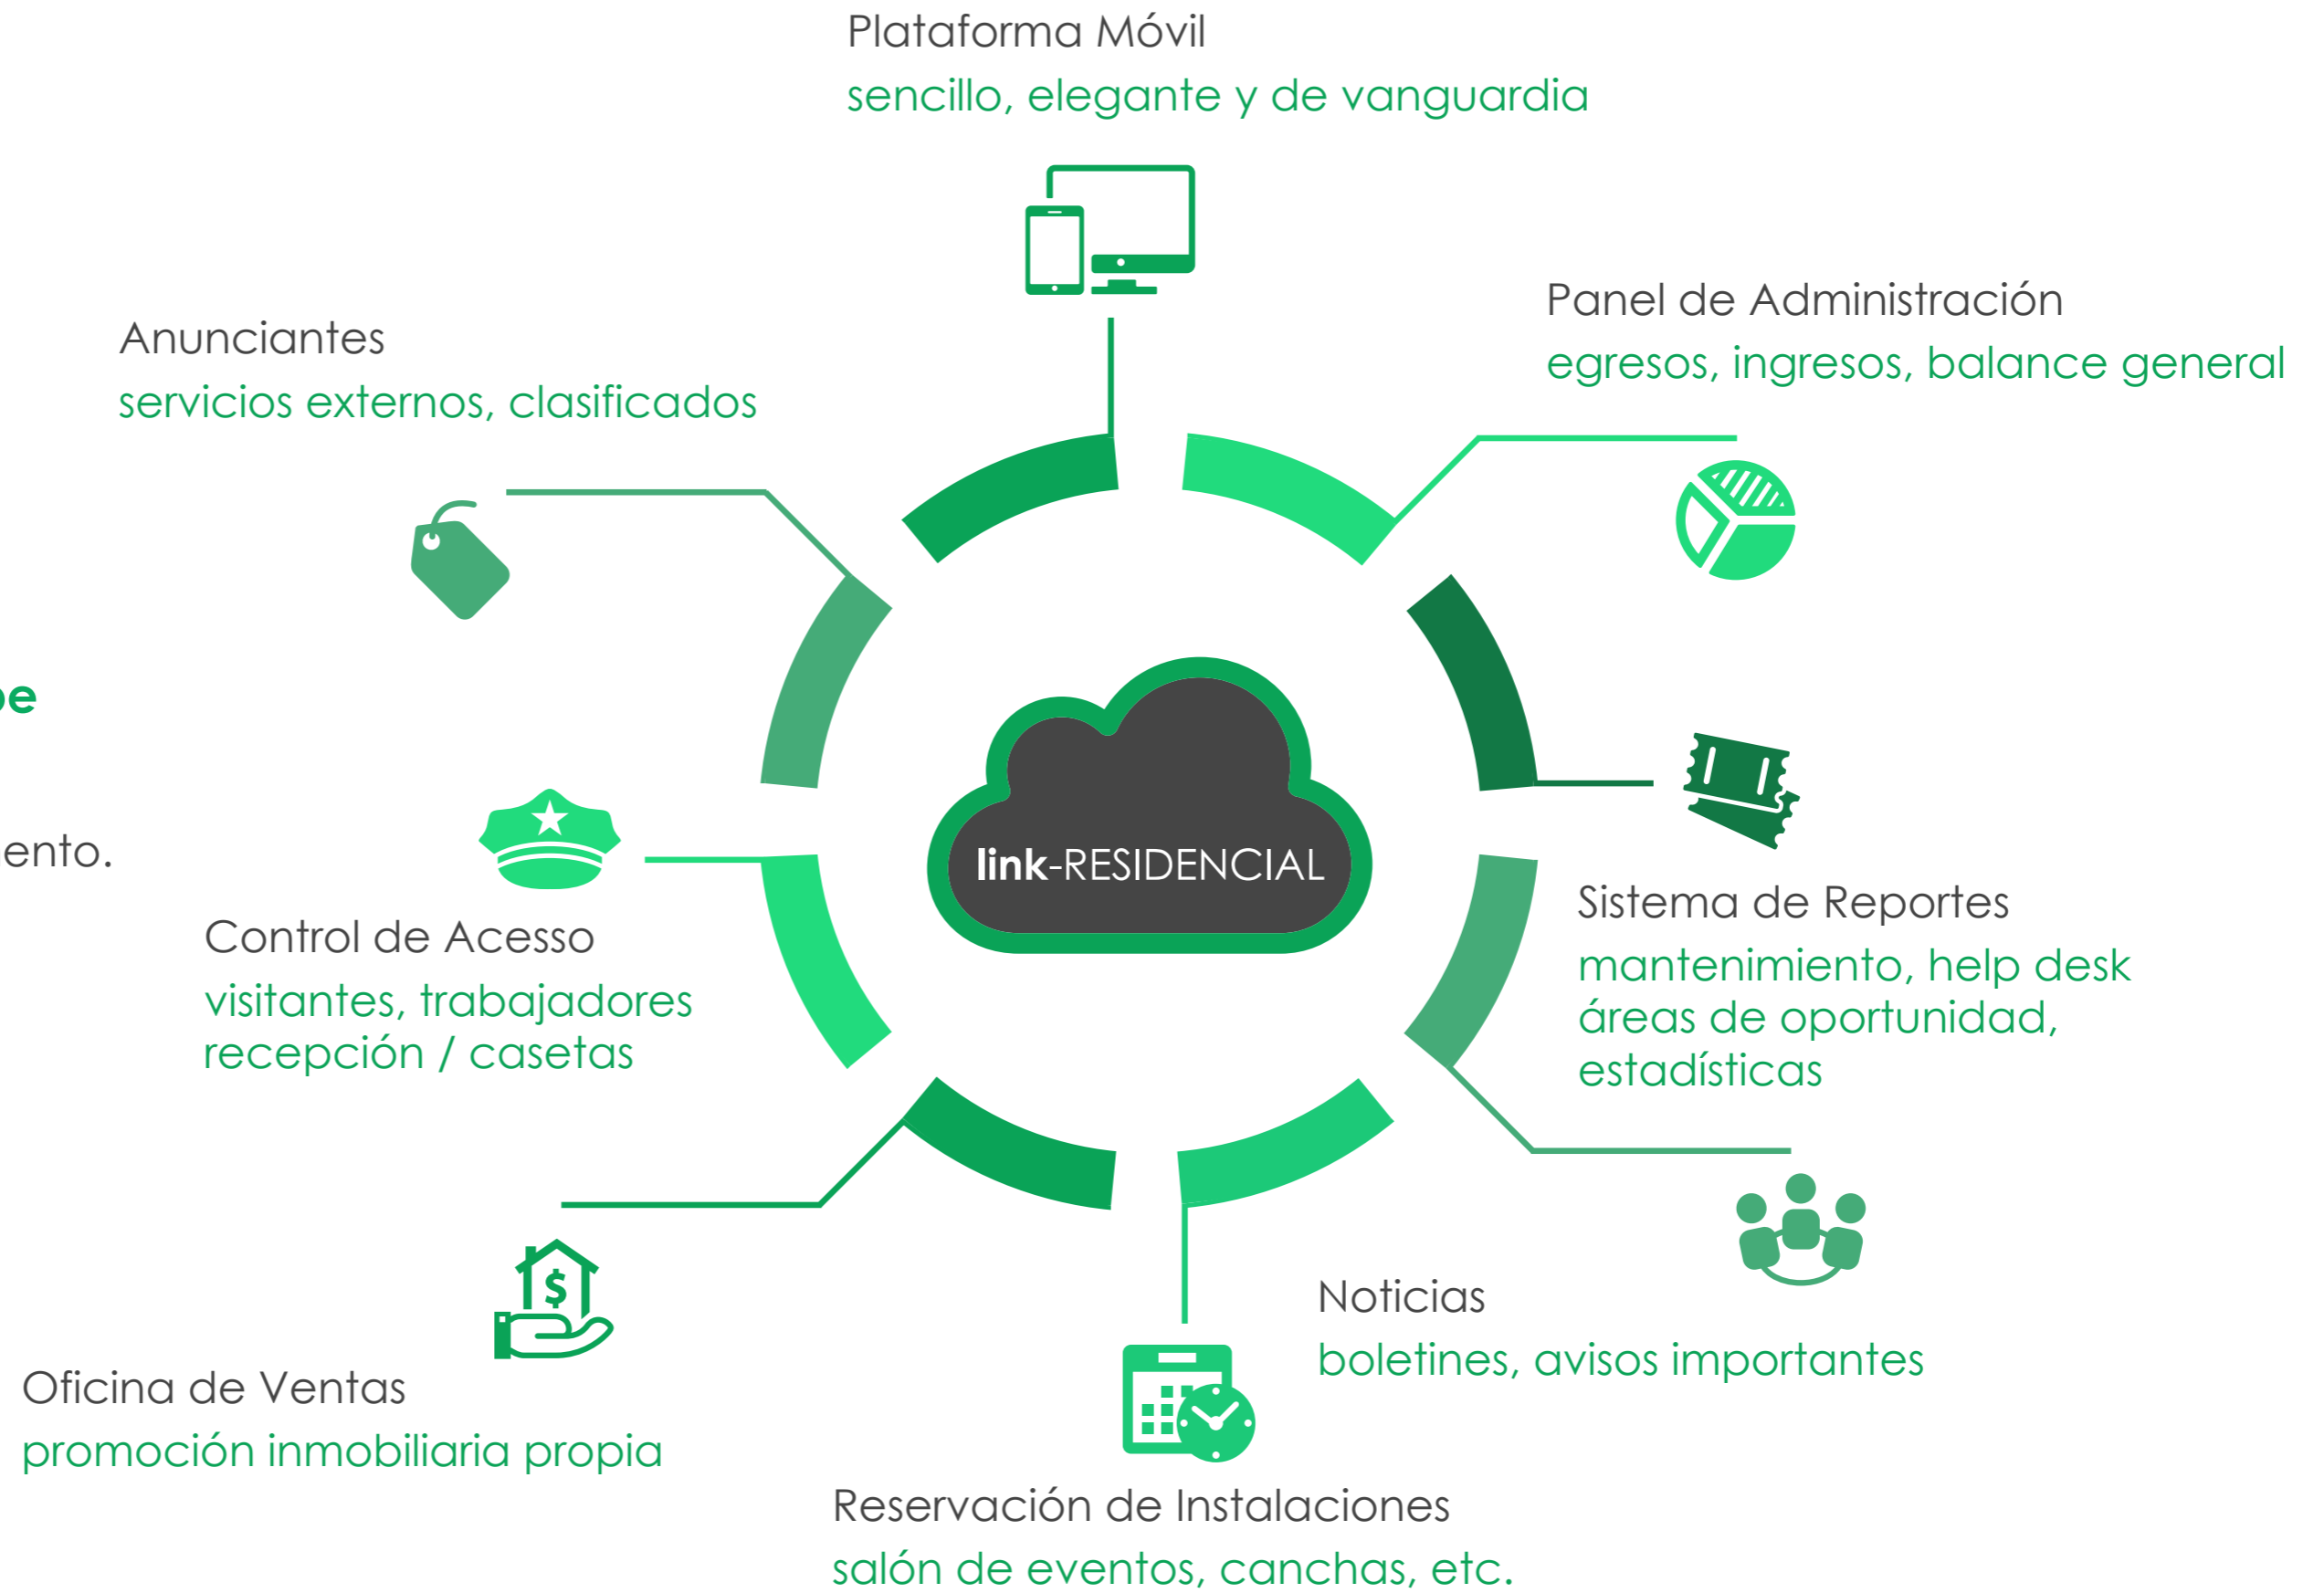 Plataforma Móvil
sencillo, elegante y de vanguardia
Panel de Administración
egresos, ingresos, balance general
Anunciantes
servicios externos, clasificados
link-RESIDENCIAL
Sistema de Reportes
mantenimiento, help desk
áreas de oportunidad,
estadísticas
Control de Acesso
visitantes, trabajadores
recepción / casetas
Noticias
boletines, avisos importantes
Oficina de Ventas
promoción inmobiliaria propia
$
Reservación de Instalaciones
salón de eventos, canchas, etc.